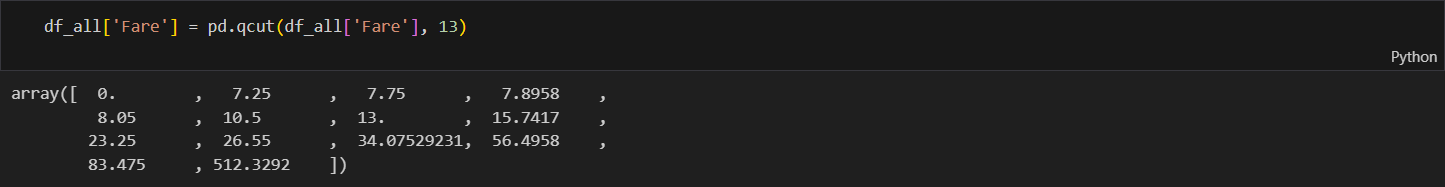 df_all['Fare'] = pd.qcut(df_all['Fare'], 13)
Python
array([  0.        ,   7.25      ,   7.75      ,   7.8958    ,
         8.05      ,  10.5       ,  13.        ,  15.7417    ,
        23.25      ,  26.55      ,  34.07529231,  56.4958    ,
        83.475     , 512.3292    ])